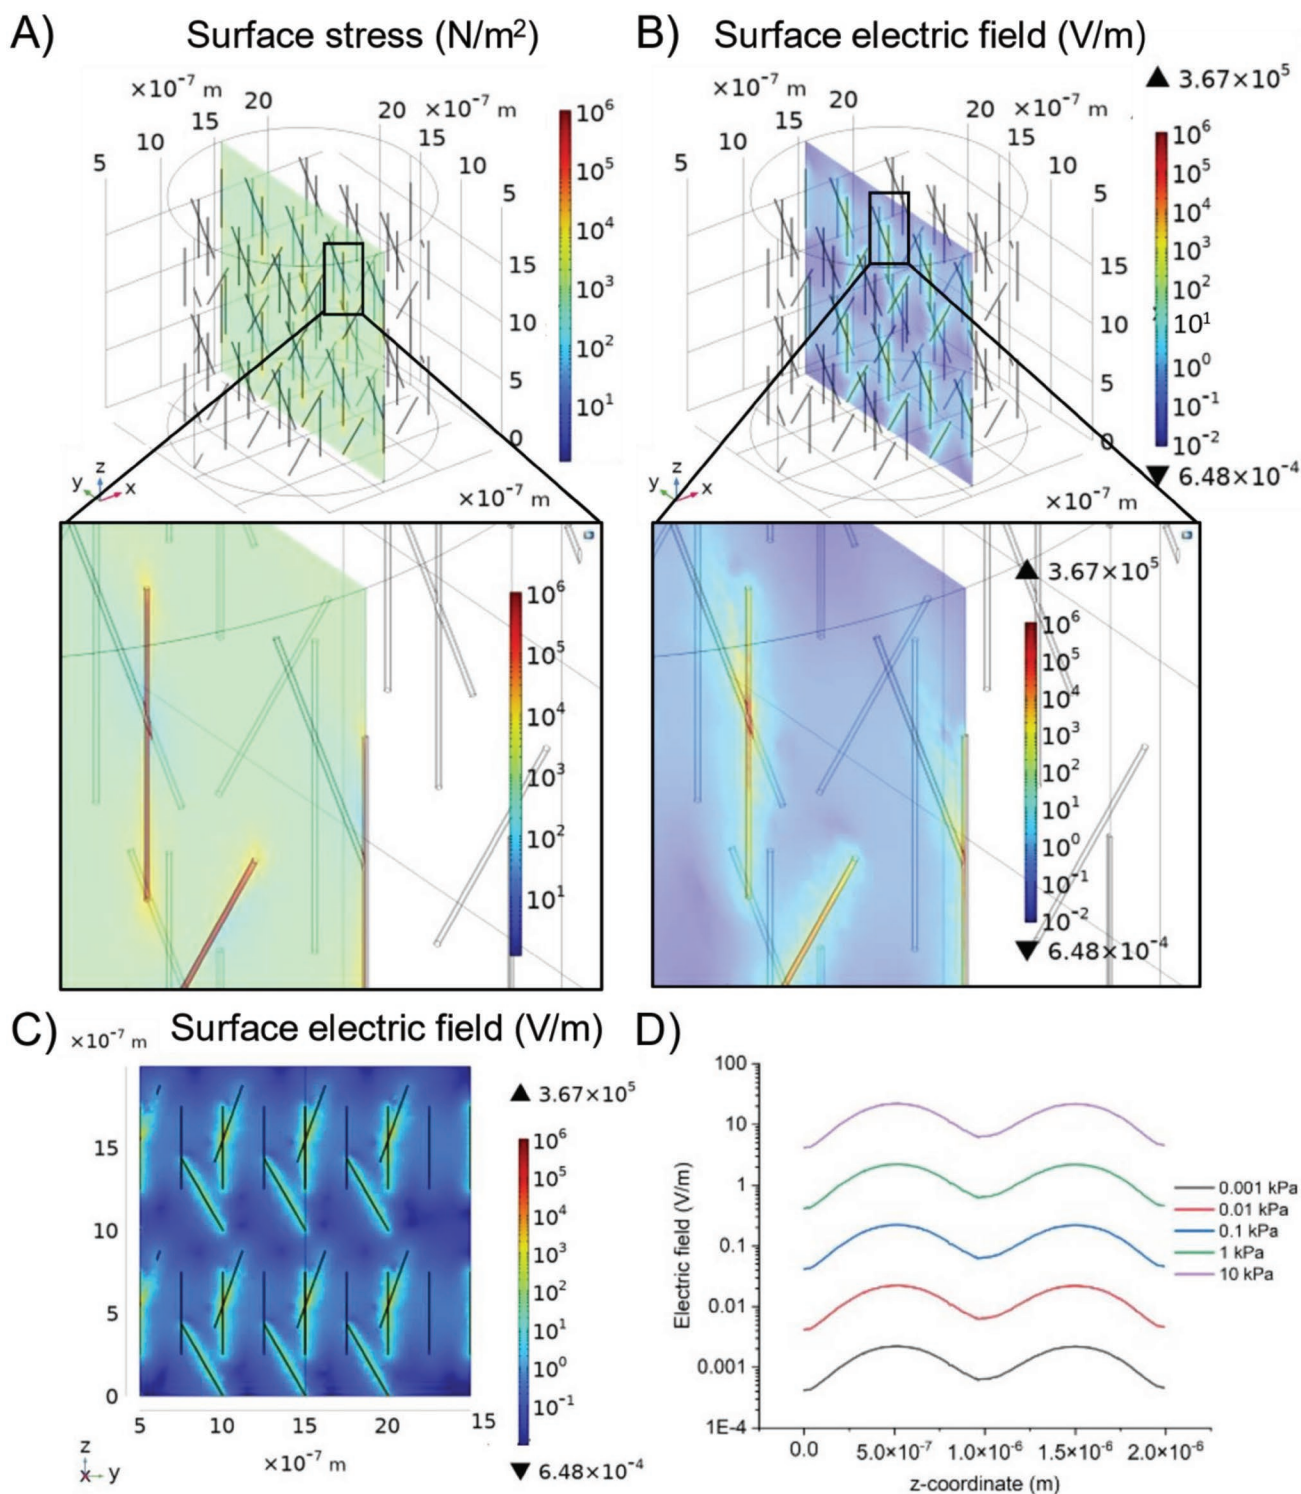 A) Surface stress (N/m²)
×10⁻⁷ m
20
15
10
5
20 ×10⁻⁷ m
15
10
5
15
10
5
0
×10⁻⁷ m
z
y
x
10⁶
10⁵
10⁴
10³
10²
10¹
10⁶
10⁵
10⁴
10³
10²
10¹
B) Surface electric field (V/m)
×10⁻⁷ m
20
15
10
5
20 ×10⁻⁷ m
15
10
5
15
10
5
0
×10⁻⁷ m
z
y
x
▲ 3.67×10⁵
10⁶
10⁵
10⁴
10³
10²
10¹
10⁰
10⁻¹
10⁻²
▼ 6.48×10⁻⁴
▲ 3.67×10⁵
10⁶
10⁵
10⁴
10³
10²
10¹
10⁰
10⁻¹
10⁻²
▼ 6.48×10⁻⁴
C) Surface electric field (V/m)
×10⁻⁷ m
15
10
5
0
5 10 15 20 15
×10⁻⁷ m
z
x y
▲ 3.67×10⁵
10⁶
10⁵
10⁴
10³
10²
10¹
10⁰
10⁻¹
▼ 6.48×10⁻⁴
D)
Electric field (V/m)
100
10
1
0.1
0.01
0.001
1E-4
0.0 5.0×10⁻⁷ 1.0×10⁻⁶ 1.5×10⁻⁶ 2.0×10⁻⁶
z-coordinate (m)
0.001 kPa
0.01 kPa
0.1 kPa
1 kPa
10 kPa